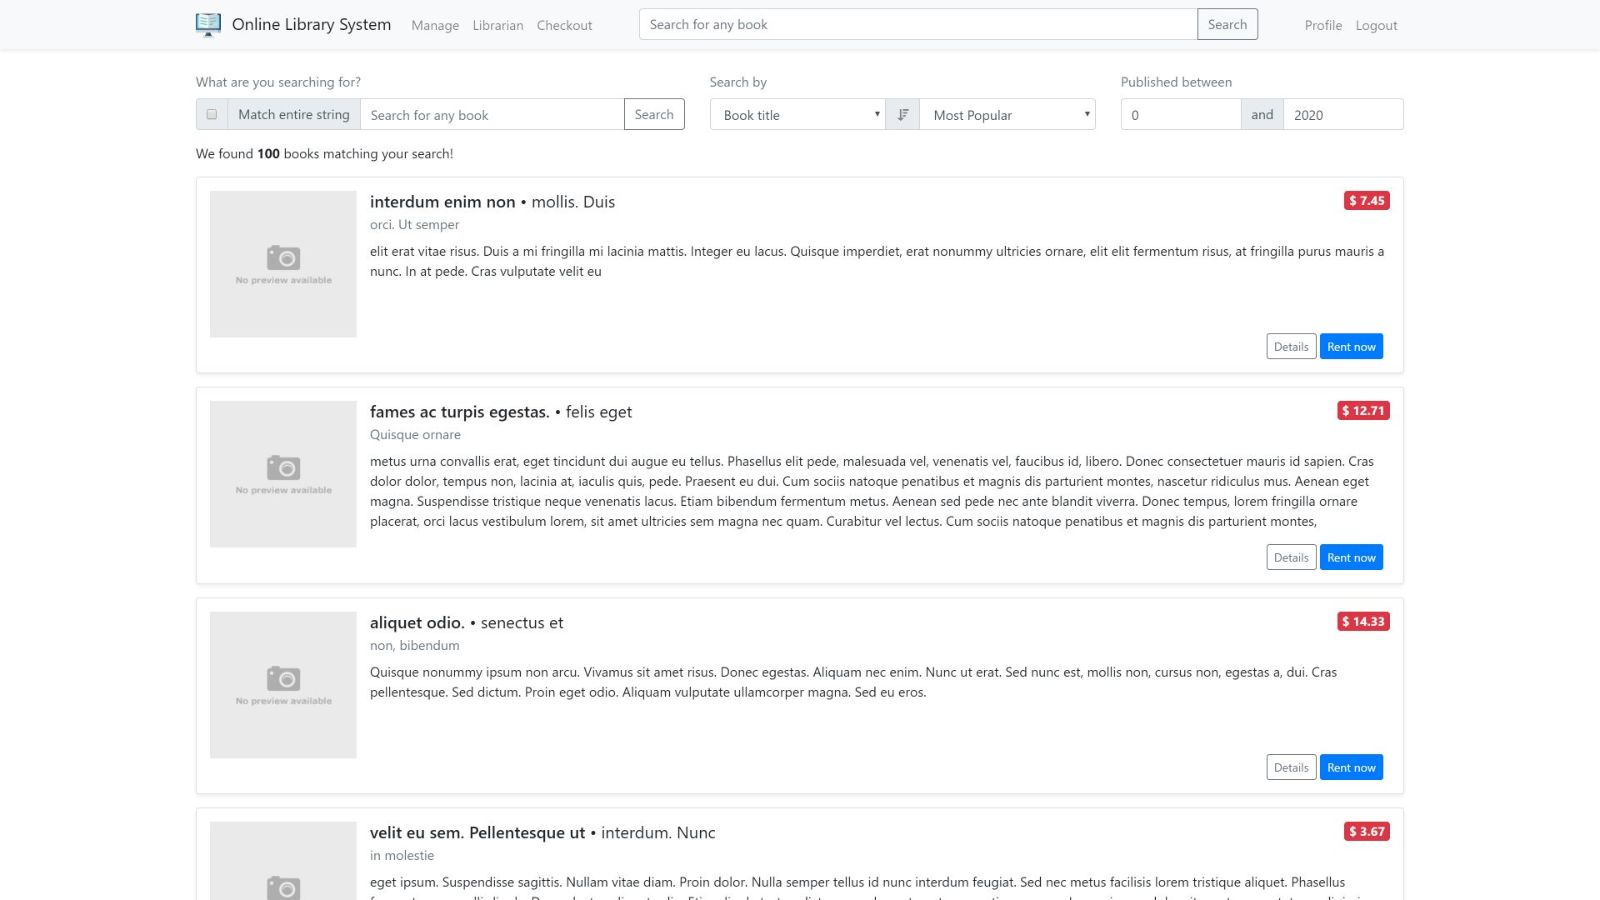 Online Library System Manage Librarian Checkout Search for any book Search Profile Logout
What are you searching for? Search by Published between
Match entire string Search for any book Search Book title Most Popular 0 and 2020
We found 100 books matching your search!
interdum enim non • mollis. Duis $ 7.45
orci. Ut semper
elit erat vitae risus. Duis a mi fringilla mi lacinia mattis. Integer eu lacus. Quisque imperdiet, erat nonummy ultricies ornare, elit elit fermentum risus, at fringilla purus mauris a
nunc. In at pede. Cras vulputate velit eu
No preview available
Details Rent now
fames ac turpis egestas. • felis eget $ 12.71
Quisque ornare
metus urna convallis erat, eget tincidunt dui augue eu tellus. Phasellus elit pede, malesuada vel, venenatis vel, faucibus id, libero. Donec consectetuer mauris id sapien. Cras
dolor dolor, tempus non, lacinia at, iaculis quis, pede. Praesent eu dui. Cum sociis natoque penatibus et magnis dis parturient montes, nascetur ridiculus mus. Aenean eget
magna. Suspendisse tristique neque venenatis lacus. Etiam bibendum fermentum metus. Aenean sed pede nec ante blandit viverra. Donec tempus, lorem fringilla ornare
placerat, orci lacus vestibulum lorem, sit amet ultricies sem magna nec quam. Curabitur vel lectus. Cum sociis natoque penatibus et magnis dis parturient montes,
No preview available
Details Rent now
aliquet odio. • senectus et $ 14.33
non, bibendum
Quisque nonummy ipsum non arcu. Vivamus sit amet risus. Donec egestas. Aliquam nec enim. Nunc ut erat. Sed nunc est, mollis non, cursus non, egestas a, dui. Cras
pellentesque. Sed dictum. Proin eget odio. Aliquam vulputate ullamcorper magna. Sed eu eros.
No preview available
Details Rent now
velit eu sem. Pellentesque ut • interdum. Nunc $ 3.67
in molestie
eget ipsum. Suspendisse sagittis. Nullam vitae diam. Proin dolor. Nulla semper tellus id nunc interdum feugiat. Sed nec metus facilisis lorem tristique aliquet. Phasellus